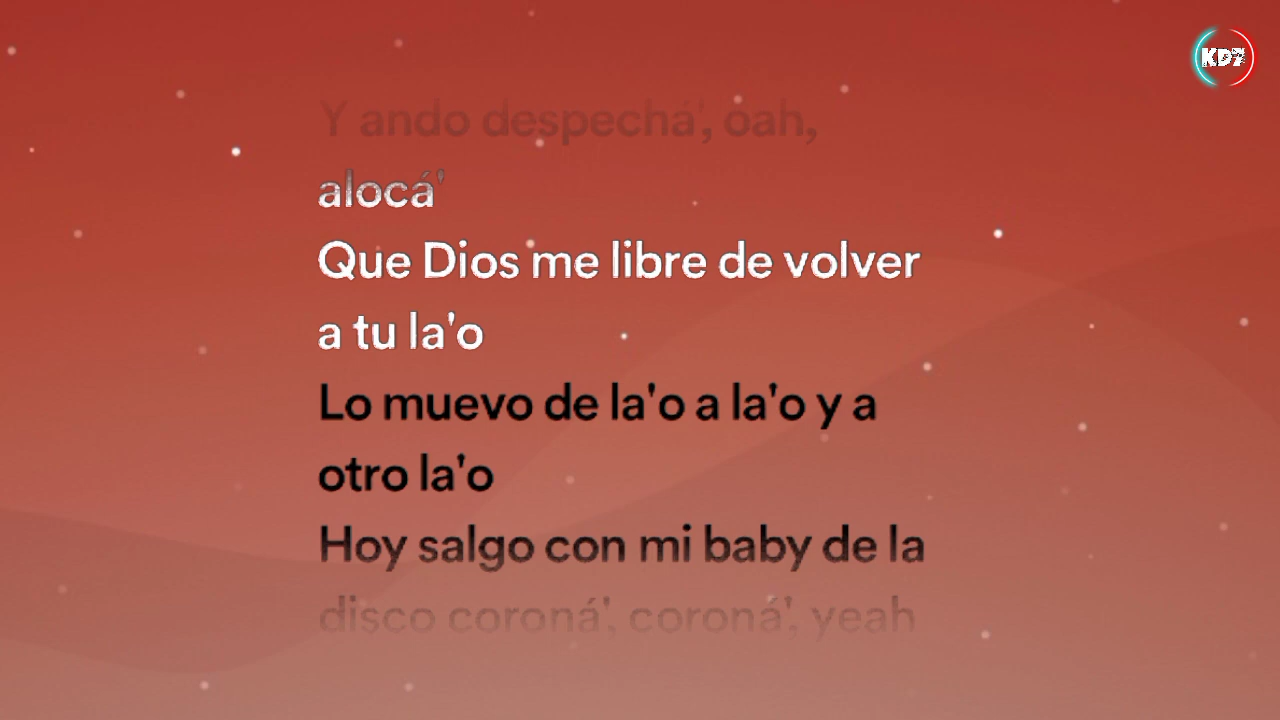 KD7
Y ando despechá', òah,
alocá'
Que Dios me libre de volver
a tu la'o
Lo muevo de la'o a la'o y a
otro la'o
Hoy salgo con mi baby de la
disco coroná', coroná', yeah